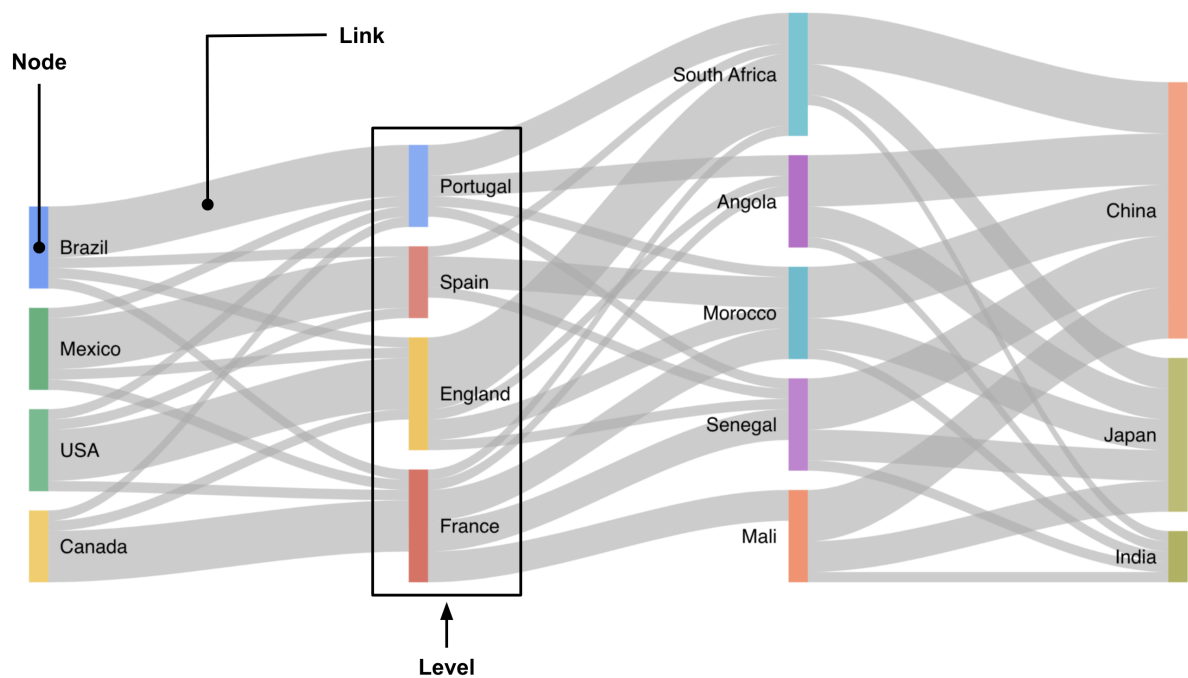 Link
Node
South Africa
Portugal
Angola
China
Brazil
Spain
Morocco
Mexico
England
Senegal
Japan
USA
France
Mali
Canada
India
Level